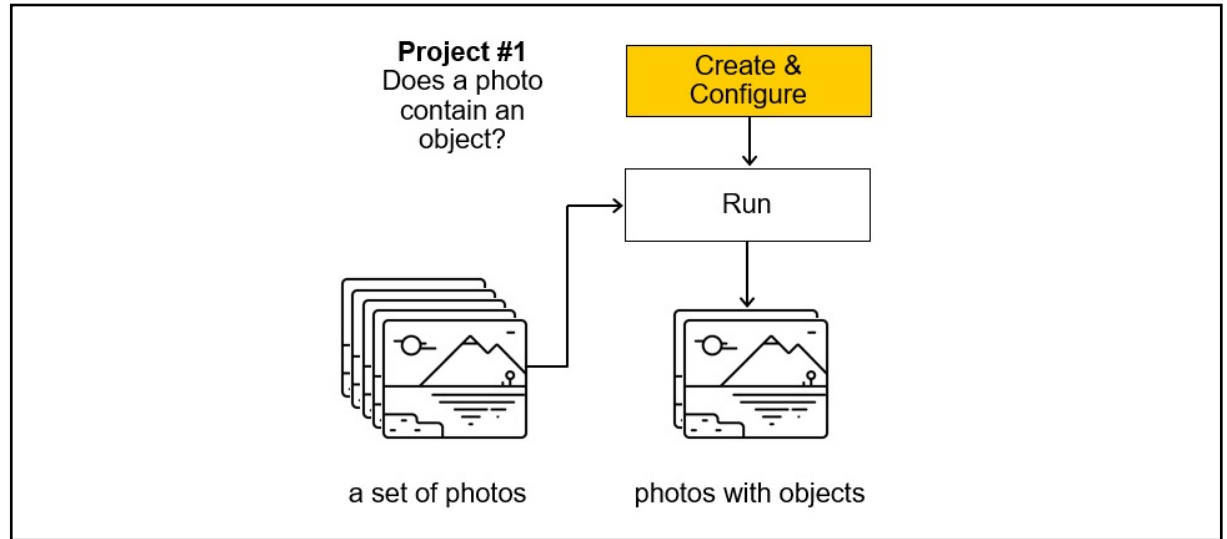 Project #1
Does a photo
contain an
object?
Create &
Configure
Run
a set of photos
photos with objects